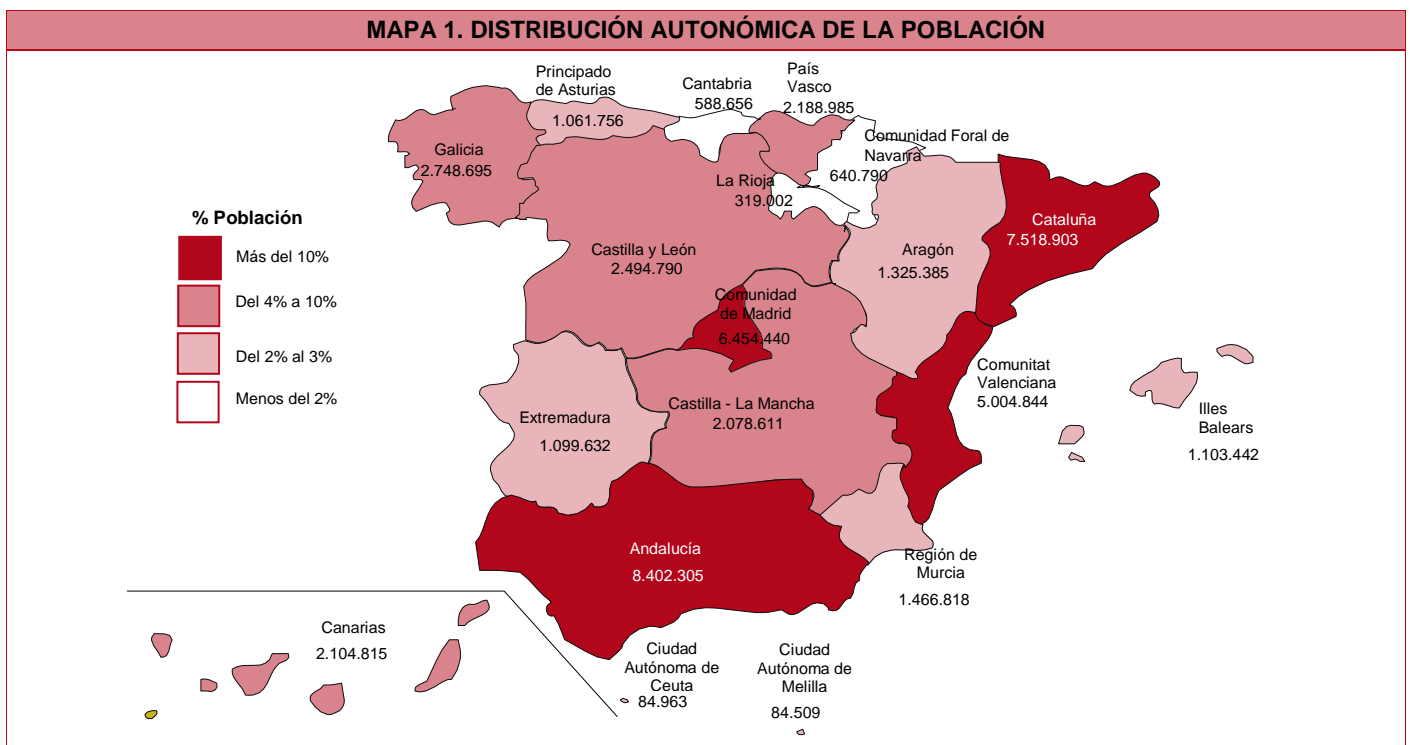 MAPA 1. DISTRIBUCIÓN AUTONÓMICA DE LA POBLACIÓN
Principado
de Asturias
1.061.756
Cantabria
588.656
País
Vasco
2.188.985
Comunidad Foral de
Navarra
640.790
Galicia
2.748.695
La Rioja
319.002
Cataluña
7.518.903
% Población
Más del 10%
Del 4% a 10%
Del 2% al 3%
Menos del 2%
Castilla y León
2.494.790
Aragón
1.325.385
Comunidad
de Madrid
6.454.440
Comunitat
Valenciana
5.004.844
Illes
Balears
1.103.442
Extremadura
1.099.632
Castilla - La Mancha
2.078.611
Andalucía
8.402.305
Región de
Murcia
1.466.818
Canarias
2.104.815
Ciudad
Autónoma de
Ceuta
84.963
Ciudad
Autónoma de
Melilla
84.509